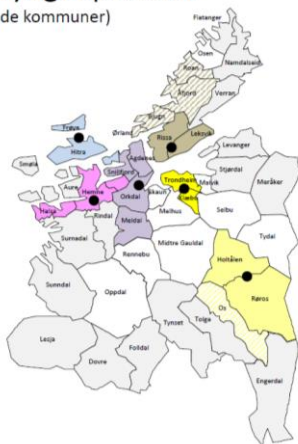 de kommuner)
Flatanger
Osen
Namdalseid
Roan
Åfjord
Verran
Bjugn
Frøya
Ørland
Rissa
Leksvik
Levanger
Hitra
Agdenes
Stjørdal
Meråker
Smøla
Snillfjord
Trondheim
Malvik
Aure
Hemne
Orkdal
Skaun
Klæbu
Halsa
Rindal
Melhus
Selbu
Meldal
Surnadal
Midtre Gauldal
Tydal
Rennebu
Holtålen
Sunndal
Oppdal
Røros
Os
Tynset
Tolga
Lesja
Folldal
Dovre
Engerdal